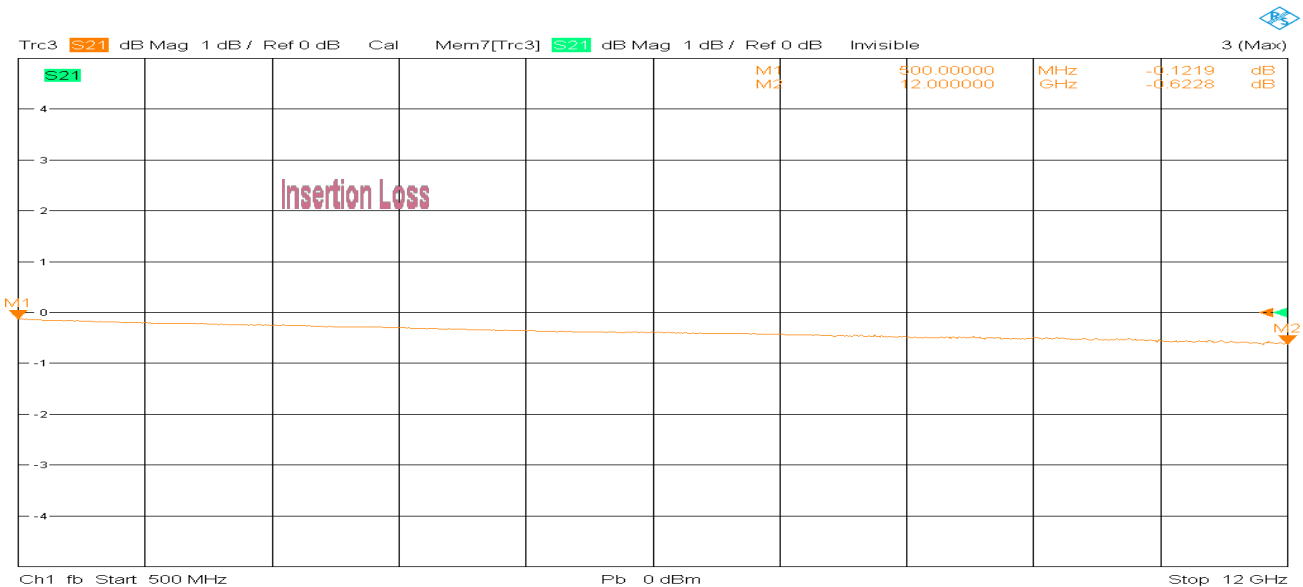 Trc3 S21 dB Mag 1 dB / Ref 0 dB Cal Mem7[Trc3] S21 dB Mag 1 dB / Ref 0 dB Invisible 3 (Max)
S21
M1 500.00000 MHz -0.1219 dB
M2 12.000000 GHz -0.6228 dB
4
3
Insertion Loss
2
1
M1
0
M2
-1
-2
-3
-4
Ch1 fb Start 500 MHz Pb 0 dBm Stop 12 GHz